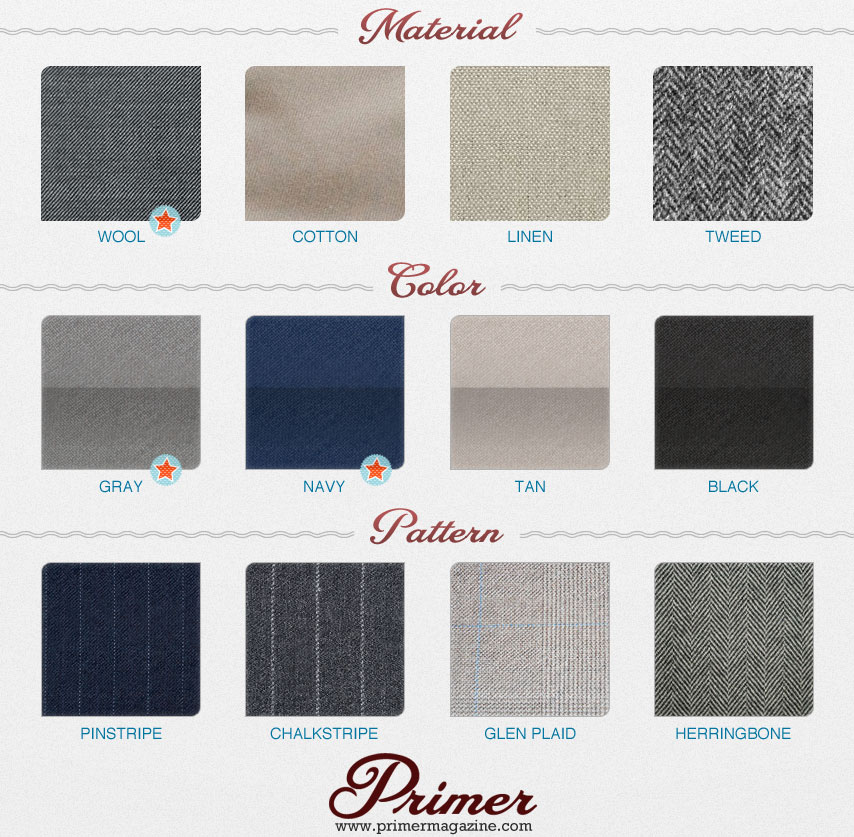 Material
WOOL
COTTON
LINEN
TWEED
Color
GRAY
NAVY
TAN
BLACK
Pattern
PINSTRIPE
CHALKSTRIPE
GLEN PLAID
HERRINGBONE
Primer
www.primermagazine.com